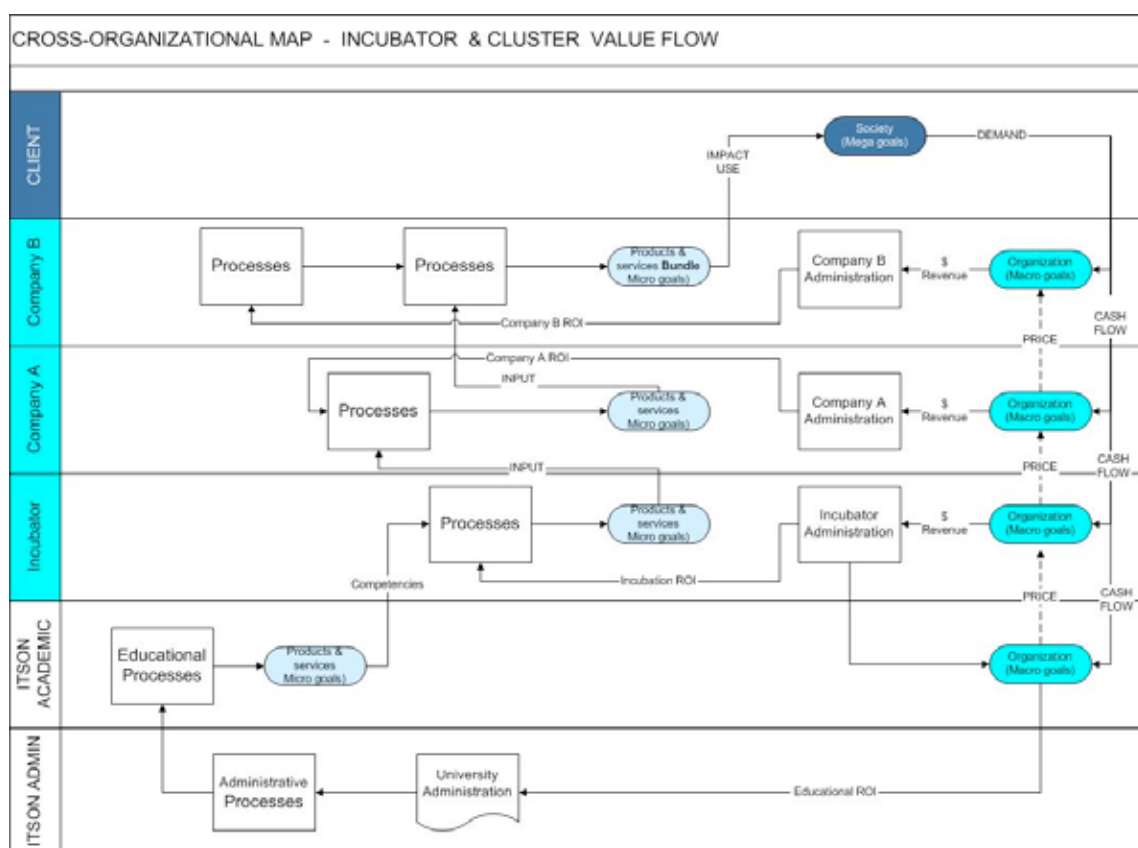 CROSS-ORGANIZATIONAL MAP - INCUBATOR & CLUSTER VALUE FLOW
CLIENT
Society
(Mega goals)
DEMAND
IMPACT
USE
Company B
Processes
Processes
Products &
services Bundle
Micro goals)
Company B
Administration
$
Revenue
Organization
(Macro goals)
Company B ROI
CASH
FLOW
PRICE
Company A
Company A ROI
INPUT
Processes
Products &
services
Micro goals)
Company A
Administration
$
Revenue
Organization
(Macro goals)
INPUT
PRICE
CASH
FLOW
Incubator
Processes
Products &
services
Micro goals)
Incubator
Administration
$
Revenue
Organization
(Macro goals)
Competencies
Incubation ROI
PRICE
CASH
FLOW
ITSON
ACADEMIC
Educational
Processes
Products &
services
Micro goals)
Organization
(Macro goals)
ITSON ADMIN
Administrative
Processes
University
Administration
Educational ROI